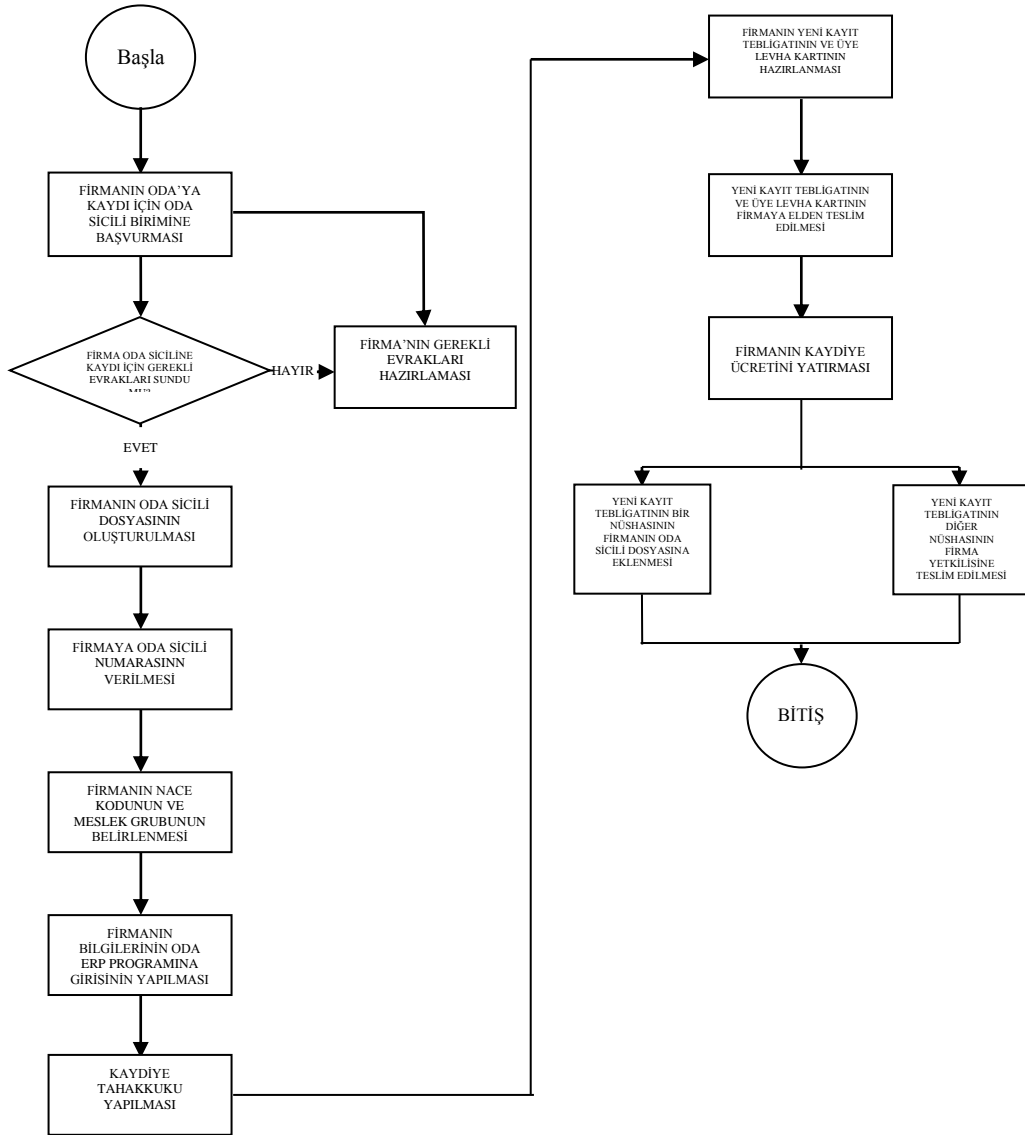 Başla
FİRMANIN ODA'YA
KAYDI İÇİN ODA
SİCİLİ BİRİMİNE
BAŞVURMASI
FİRMA ODA SİCİLİNE
KAYDI İÇİN GEREKLİ
EVRAKLARI SUNDU
MU?
HAYIR
FİRMA'NIN GEREKLİ
EVRAKLARI
HAZIRLAMASI
EVET
FİRMANIN ODA SİCİLİ
DOSYASININ
OLUŞTURULMASI
FİRMAYA ODA SİCİLİ
NUMARASINN
VERİLMESİ
FİRMANIN NACE
KODUNUN VE
MESLEK GRUBUNUN
BELİRLENMESİ
FİRMANIN
BİLGİLERİNİN ODA
ERP PROGRAMINA
GİRİŞİNİN YAPILMASI
KAYDİYE
TAHAKKUKU
YAPILMASI
FİRMANIN YENİ KAYIT
TEBLİGATININ VE ÜYE
LEVHA KARTININ
HAZIRLANMASI
YENİ KAYIT TEBLİGATININ
VE ÜYE LEVHA KARTININ
FİRMAYA ELDEN TESLİM
EDİLMESİ
FİRMANIN KAYDİYE
ÜCRETİNİ YATIRMASI
YENİ KAYIT
TEBLİGATININ BİR
NÜSHASININ
FİRMANIN ODA
SİCİLİ DOSYASINA
EKLENMESİ
YENİ KAYIT
TEBLİGATININ
DİĞER
NÜSHASININ
FİRMA
YETKİLİSİNE
TESLİM EDİLMESİ
BİTİŞ